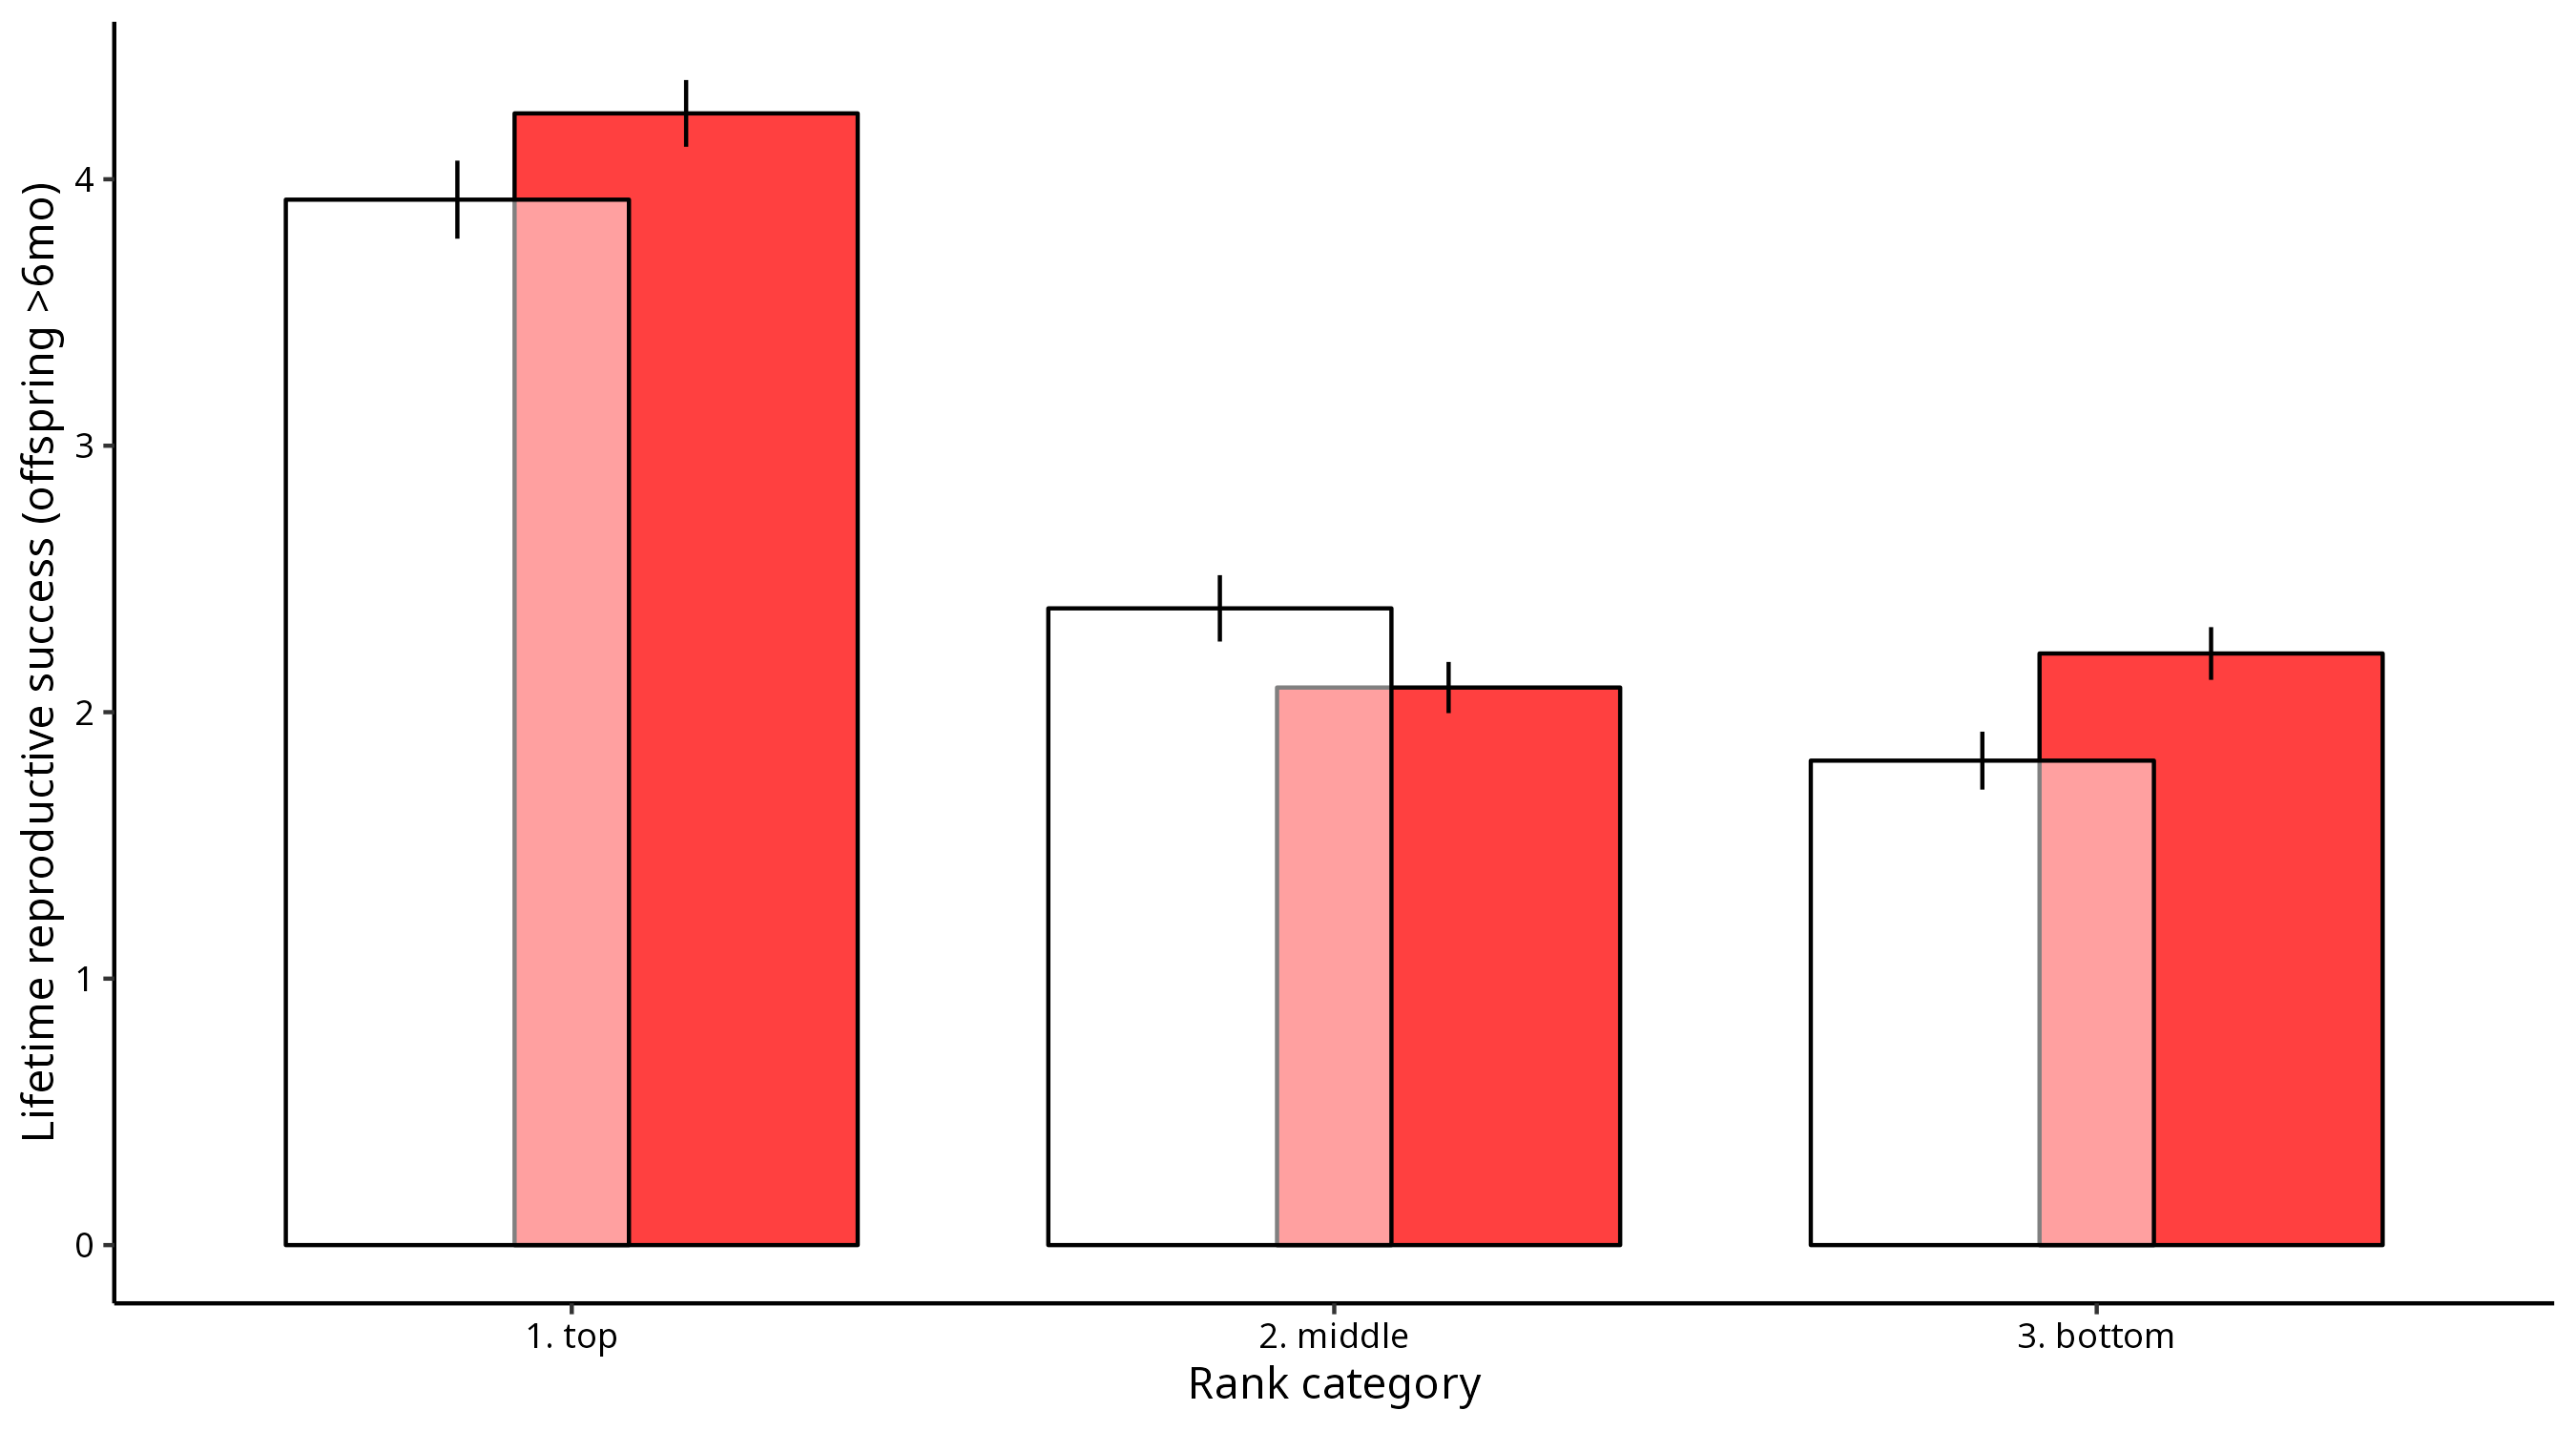 Lifetime reproductive success (offspring >6mo)
4
3
2
1
0
1. top
2. middle
3. bottom
Rank category